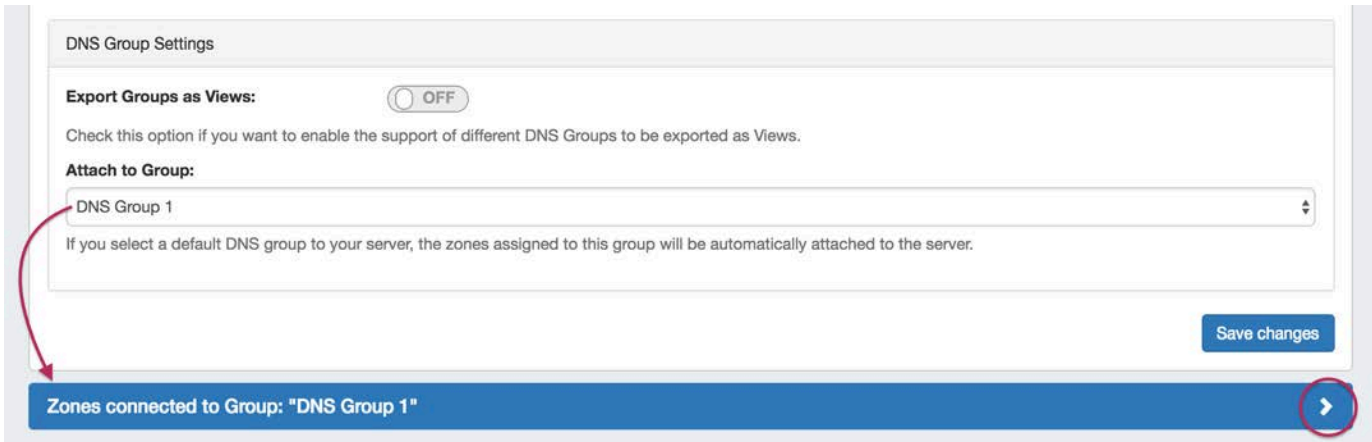 DNS Group Settings
Export Groups as Views:
OFF
Check this option if you want to enable the support of different DNS Groups to be exported as Views.
Attach to Group:
DNS Group 1
If you select a default DNS group to your server, the zones assigned to this group will be automatically attached to the server.
Save changes
Zones connected to Group: "DNS Group 1"